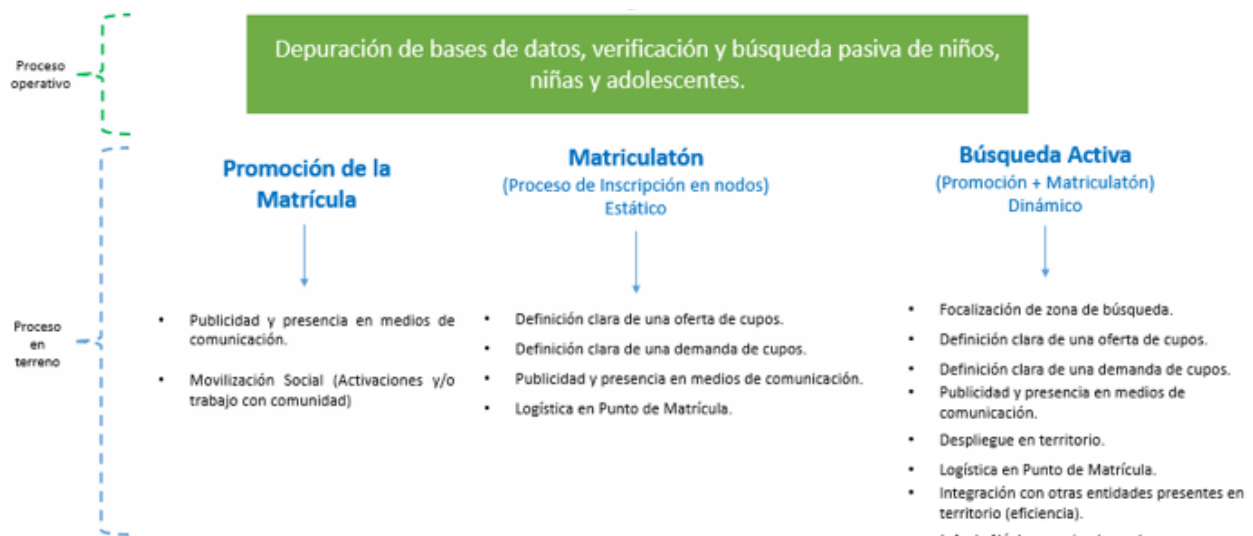 Proceso
operativo
Depuración de bases de datos, verificación y búsqueda pasiva de niños,
niñas y adolescentes.
Proceso
en
terreno
Promoción de la
Matrícula
• Publicidad y presencia en medios de
comunicación.
• Movilización Social (Activaciones y/o
trabajo con comunidad)
Matriculatón
(Proceso de Inscripción en nodos)
Estático
• Definición clara de una oferta de cupos.
• Definición clara de una demanda de cupos.
• Publicidad y presencia en medios de comunicación.
• Logística en Punto de Matrícula.
Búsqueda Activa
(Promoción + Matriculatón)
Dinámico
• Focalización de zona de búsqueda.
• Definición clara de una oferta de cupos.
• Definición clara de una demanda de cupos.
• Publicidad y presencia en medios de
comunicación.
• Despliegue en territorio.
• Logística en Punto de Matrícula.
• Integración con otras entidades presentes en
territorio (eficiencia).